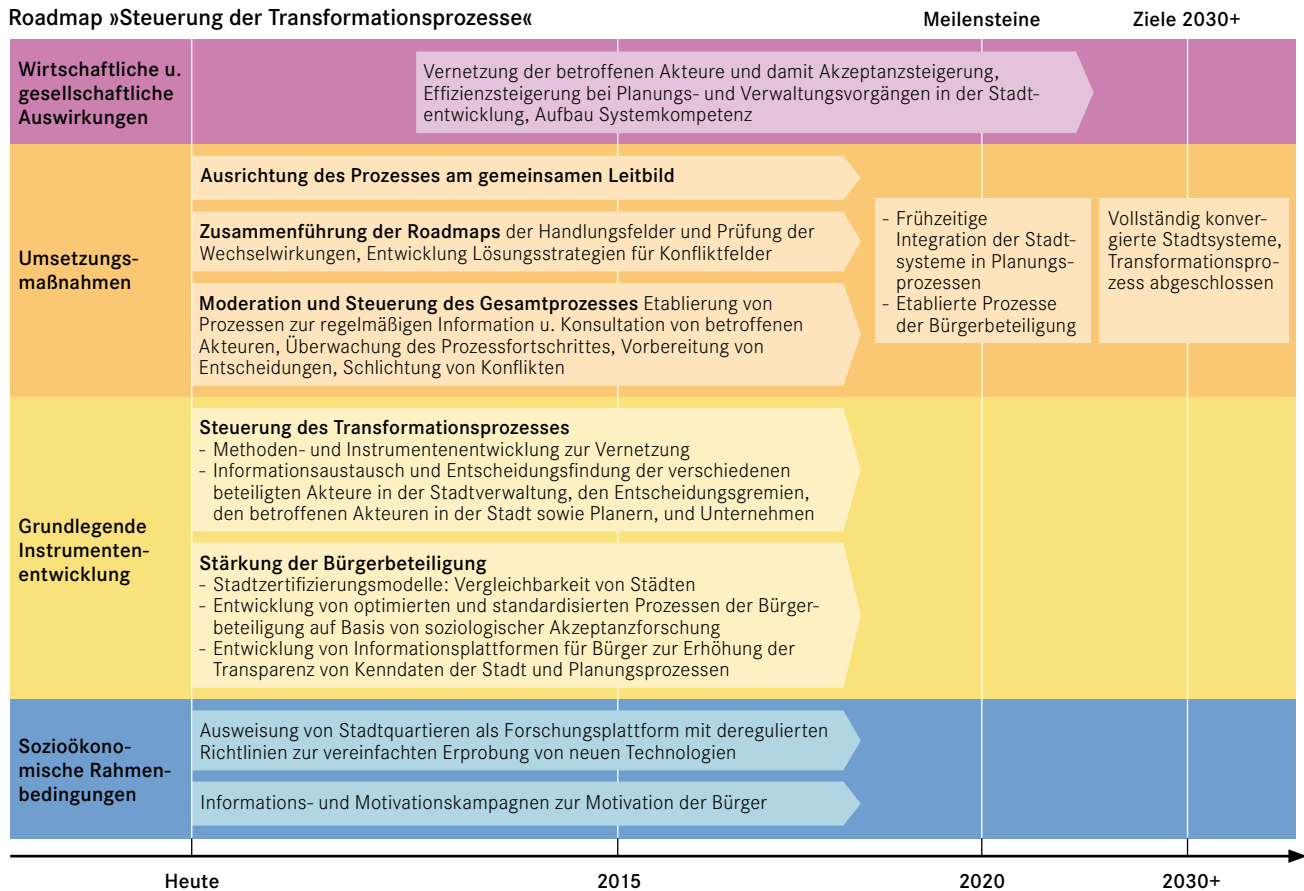 Roadmap »Steuerung der Transformationsprozesse«
Meilensteine
Ziele 2030+
Wirtschaftliche u.
gesellschaftliche
Auswirkungen
Vernetzung der betroffenen Akteure und damit Akzeptanzsteigerung,
Effizienzsteigerung bei Planungs- und Verwaltungsvorgängen in der Stadt-
entwicklung, Aufbau Systemkompetenz
Umsetzungs-
maßnahmen
Ausrichtung des Prozesses am gemeinsamen Leitbild
Zusammenführung der Roadmaps der Handlungsfelder und Prüfung der
Wechselwirkungen, Entwicklung Lösungsstrategien für Konfliktfelder
Moderation und Steuerung des Gesamtprozesses Etablierung von
Prozessen zur regelmäßigen Information u. Konsultation von betroffenen
Akteuren, Überwachung des Prozessfortschrittes, Vorbereitung von
Entscheidungen, Schlichtung von Konflikten
- Frühzeitige
Integration der Stadt-
systeme in Planungs-
prozessen
- Etablierte Prozesse
der Bürgerbeteiligung
Vollständig konver-
gierte Stadtsysteme,
Transformationspro-
zess abgeschlossen
Grundlegende
Instrumenten-
entwicklung
Steuerung des Transformationsprozesses
- Methoden- und Instrumentenentwicklung zur Vernetzung
- Informationsaustausch und Entscheidungsfindung der verschiedenen
beteiligten Akteure in der Stadtverwaltung, den Entscheidungsgremien,
den betroffenen Akteuren in der Stadt sowie Planern, und Unternehmen
Stärkung der Bürgerbeteiligung
- Stadtzertifizierungsmodelle: Vergleichbarkeit von Städten
- Entwicklung von optimierten und standardisierten Prozessen der Bürger-
beteiligung auf Basis von soziologischer Akzeptanzforschung
- Entwicklung von Informationsplattformen für Bürger zur Erhöhung der
Transparenz von Kenndaten der Stadt und Planungsprozessen
Sozioökono-
mische Rahmen-
bedingungen
Ausweisung von Stadtquartieren als Forschungsplattform mit deregulierten
Richtlinien zur vereinfachten Erprobung von neuen Technologien
Informations- und Motivationskampagnen zur Motivation der Bürger
Heute
2015
2020
2030+